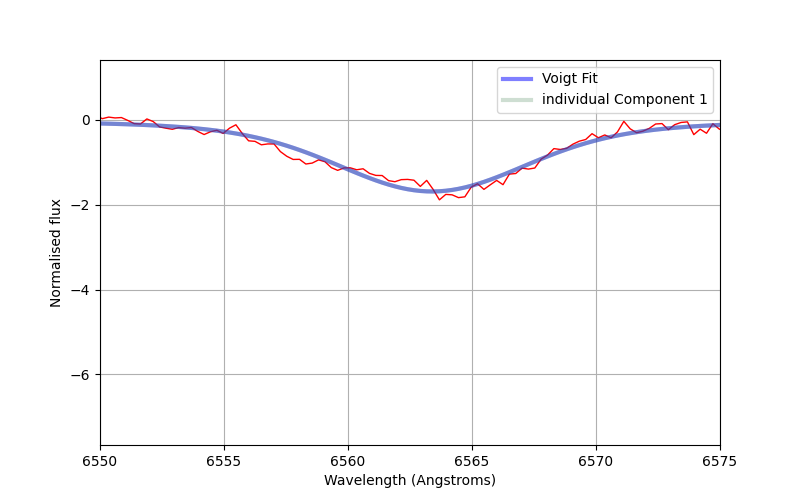 Voigt Fit
individual Component 1
Normalised flux
0
−2
−4
−6
6550 6555 6560 6565 6570 6575
Wavelength (Angstroms)